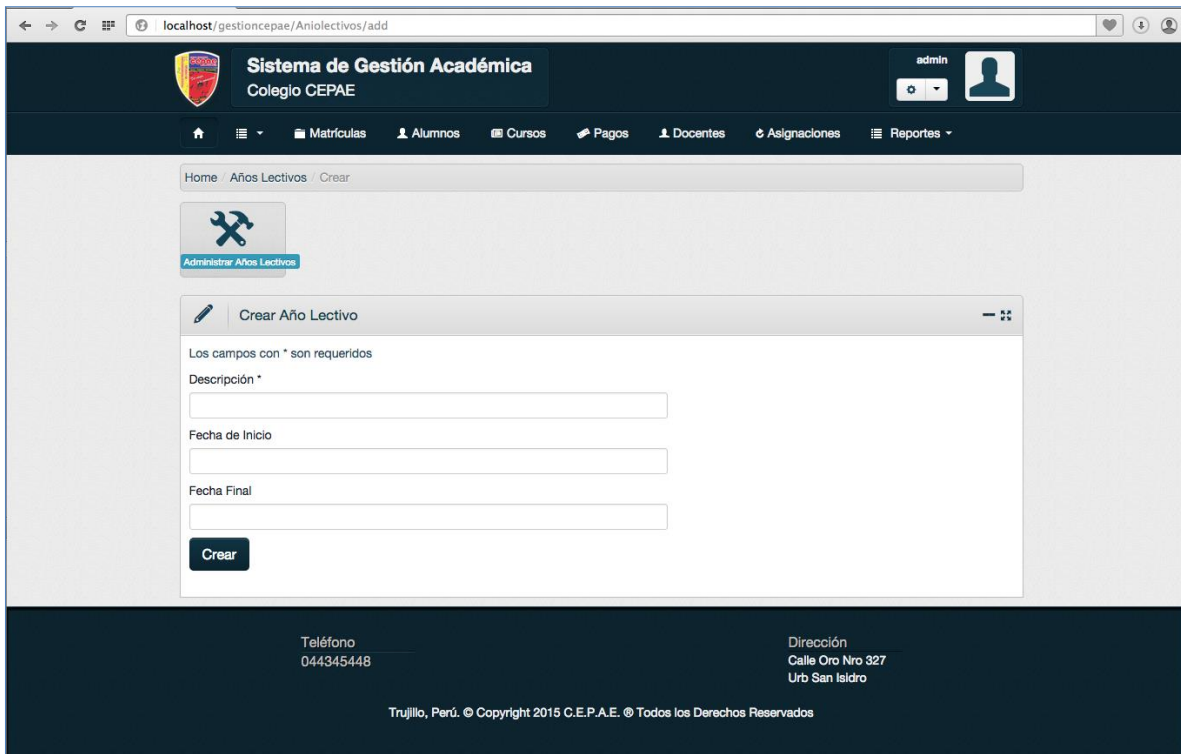 localhost/gestioncepae/Aniolectivos/add
Cepae
Sistema de Gestión Académica
Colegio CEPAE
admin
Matrículas Alumnos Cursos Pagos Docentes Asignaciones Reportes
Home / Años Lectivos / Crear
Administrar Años Lectivos
Crear Año Lectivo
Los campos con * son requeridos
Descripción *
Fecha de Inicio
Fecha Final
Crear
Teléfono
044345448
Dirección
Calle Oro Nro 327
Urb San Isidro
Trujillo, Perú. © Copyright 2015 C.E.P.A.E. ® Todos los Derechos Reservados